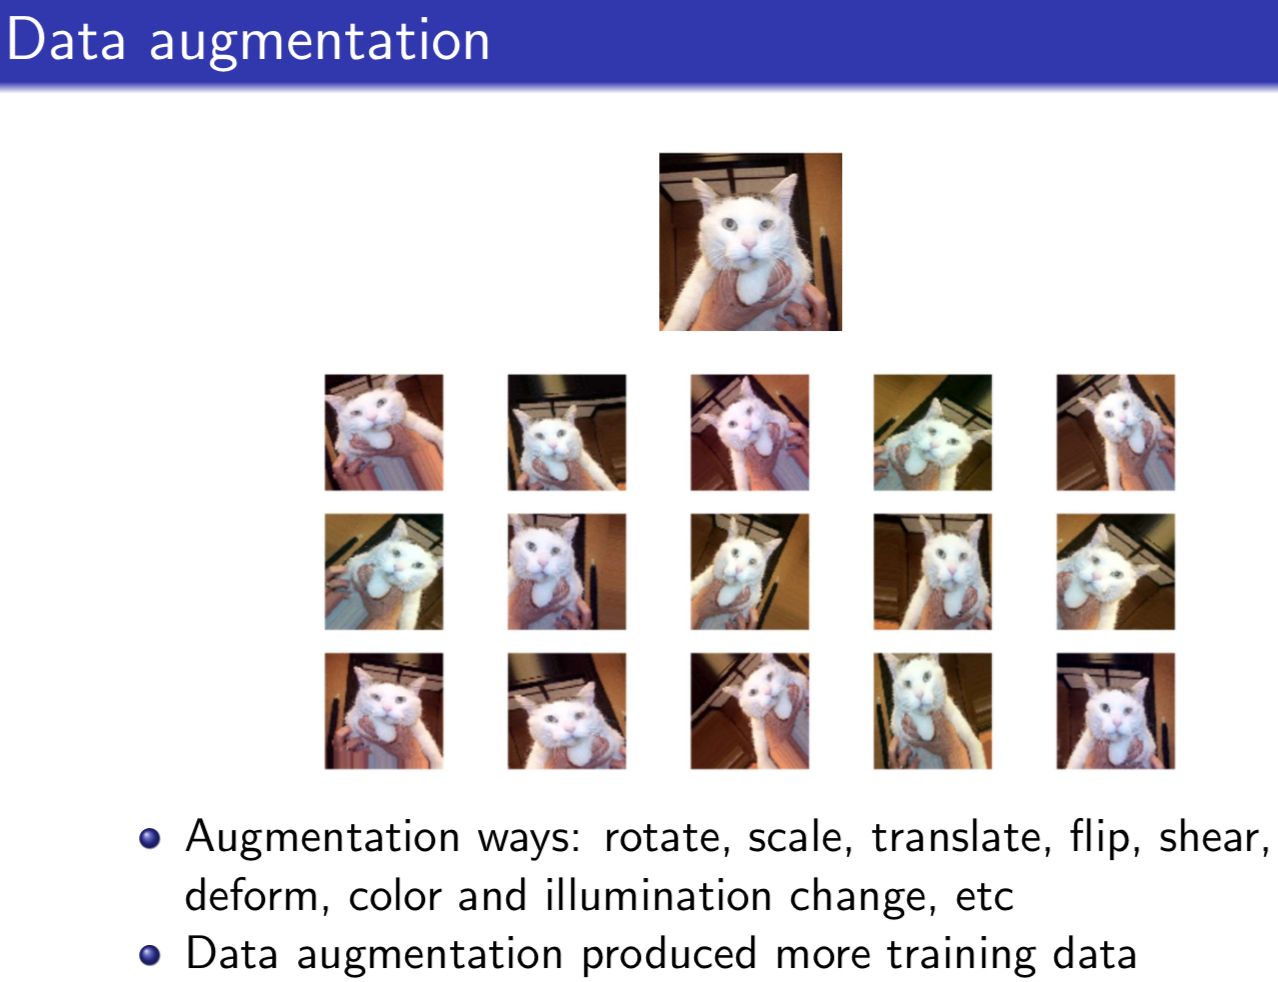 Data augmentation
Augmentation ways: rotate, scale, translate, flip, shear,
deform, color and illumination change, etc
Data augmentation produced more training data